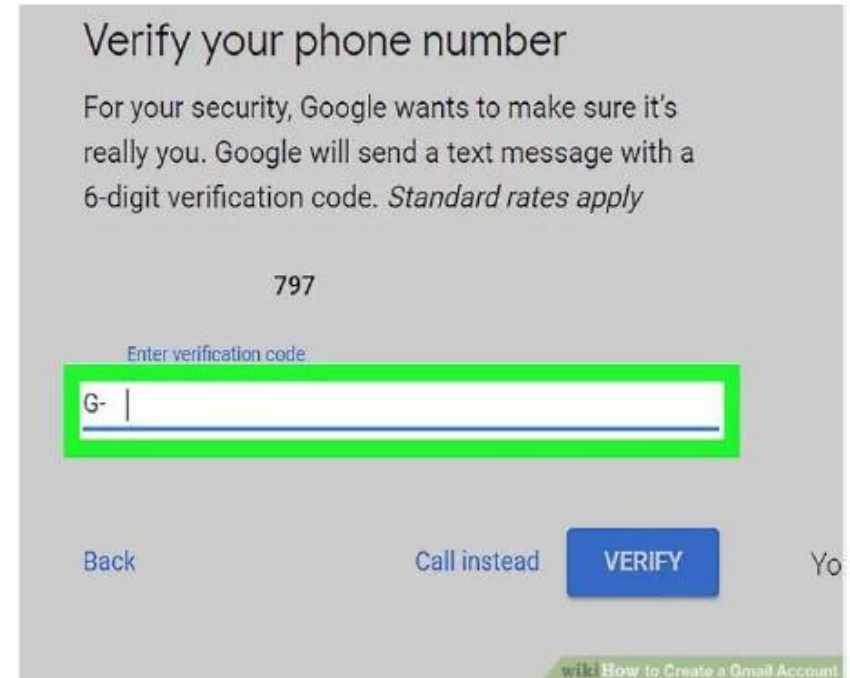 Verify your phone number
For your security, Google wants to make sure it's
really you. Google will send a text message with a
6-digit verification code. Standard rates apply
797
Enter verification code
G-
Back Call instead VERIFY Yo
wikiHow to Create a Gmail Account